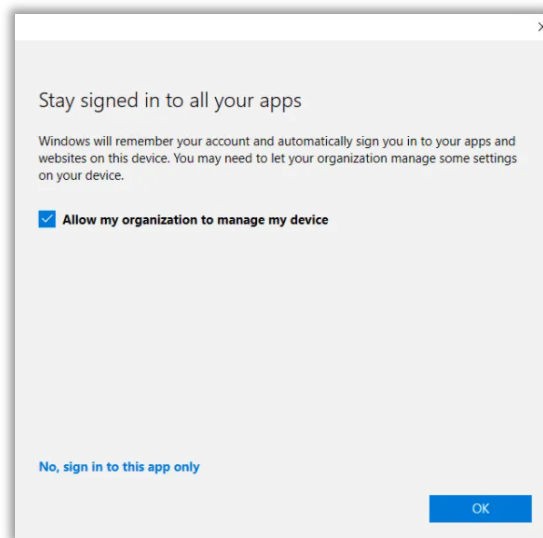 Stay signed in to all your apps
Windows will remember your account and automatically sign you in to your apps and
websites on this device. You may need to let your organization manage some settings
on your device.
Allow my organization to manage my device
No, sign in to this app only
OK